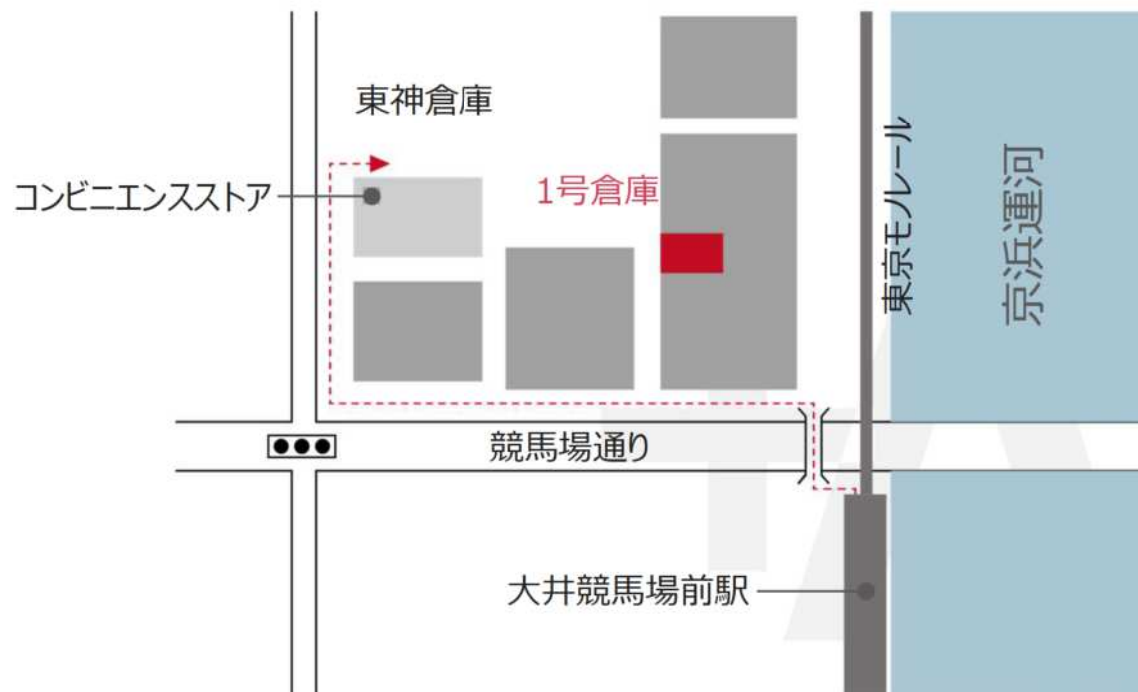 東神倉庫
コンビニエンスストア
1号倉庫
東京モノレール
京浜運河
競馬場通り
大井競馬場前駅